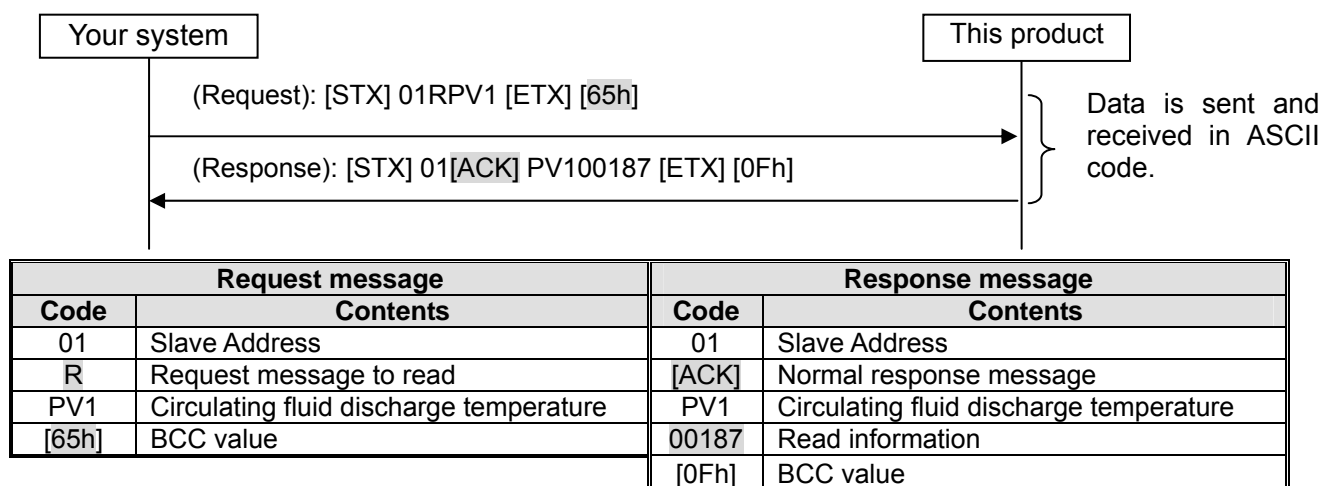 Your system
This product
(Request): [STX] 01RPV1 [ETX] [65h]
(Response): [STX] 01[ACK] PV100187 [ETX] [0Fh]
Data is sent and
received in ASCII
code.
Request message Response message
Code Contents Code Contents
01 Slave Address 01 Slave Address
R Request message to read [ACK] Normal response message
PV1 Circulating fluid discharge temperature PV1 Circulating fluid discharge temperature
[65h] BCC value 00187 Read information
[0Fh] BCC value